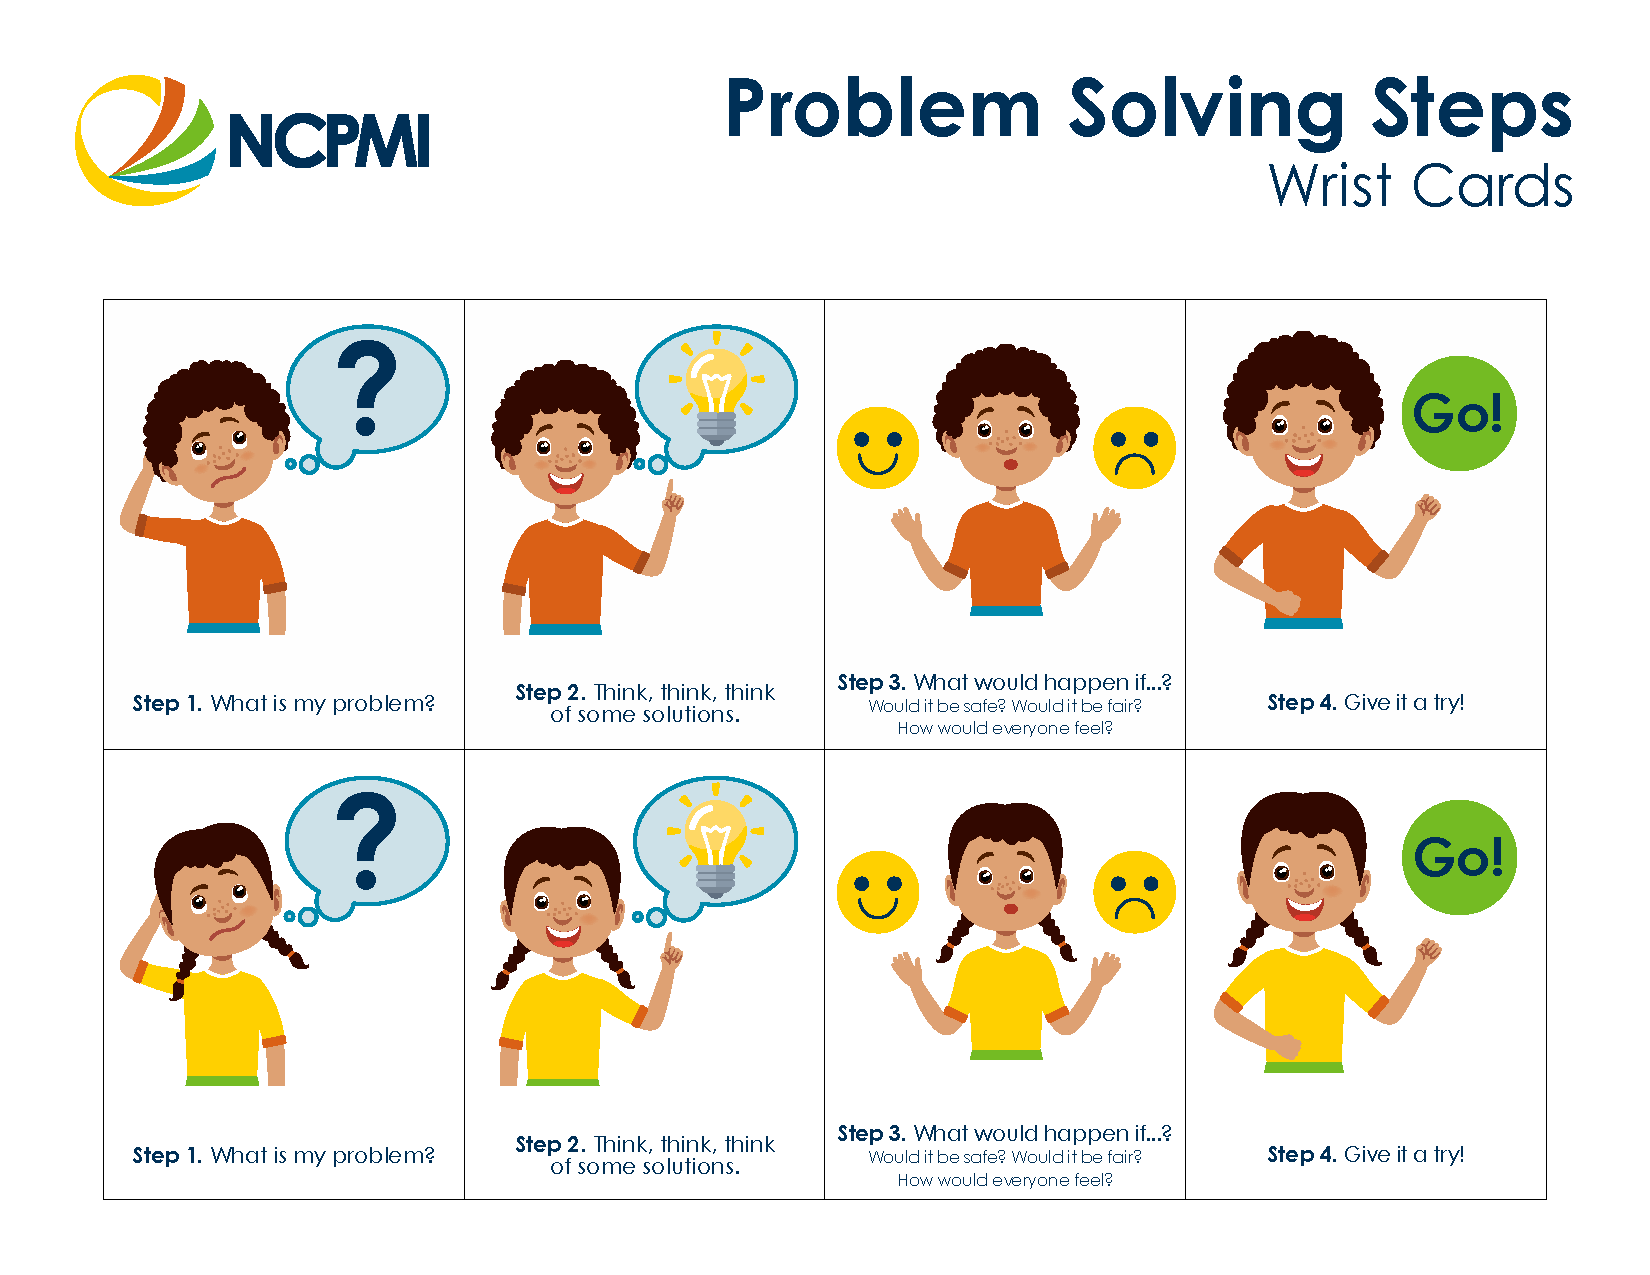 NCPMI
Problem Solving Steps
Wrist Cards
?
Go!
Step 1. What is my problem?
Step 2. Think, think, think
of some solutions.
Step 3. What would happen if...?
Would it be safe? Would it be fair?
How would everyone feel?
Step 4. Give it a try!
?
Go!
Step 1. What is my problem?
Step 2. Think, think, think
of some solutions.
Step 3. What would happen if...?
Would it be safe? Would it be fair?
How would everyone feel?
Step 4. Give it a try!